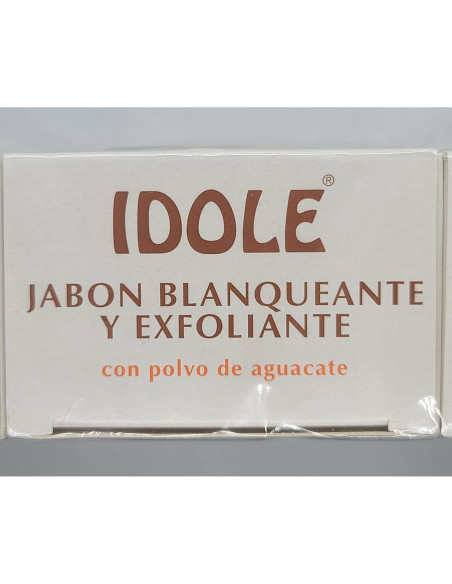 IDOLE®
JABON BLANQUEANTE
Y EXFOLIANTE
con polvo de aguacate